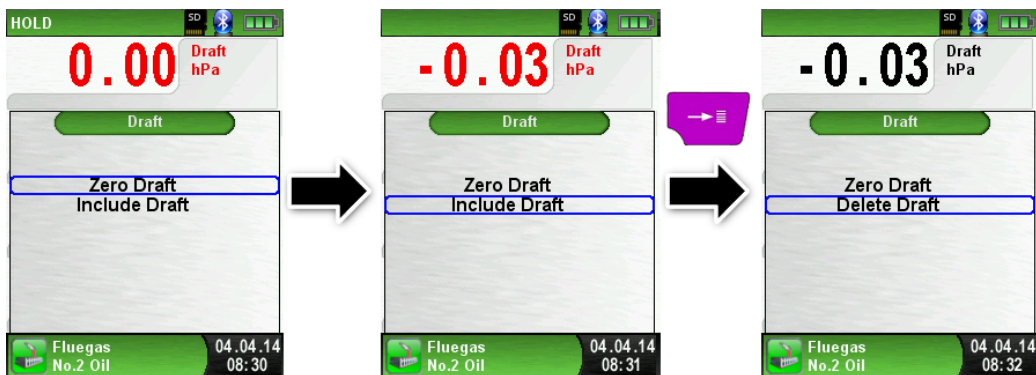 HOLD
SD
0.00
Draft
hPa
Draft
Zero Draft
Include Draft
Fluegas
No.2 Oil
04.04.14
08:30
SD
-0.03
Draft
hPa
Draft
Zero Draft
Include Draft
Fluegas
No.2 Oil
04.04.14
08:31
SD
-0.03
Draft
hPa
Draft
Zero Draft
Delete Draft
Fluegas
No.2 Oil
04.04.14
08:32